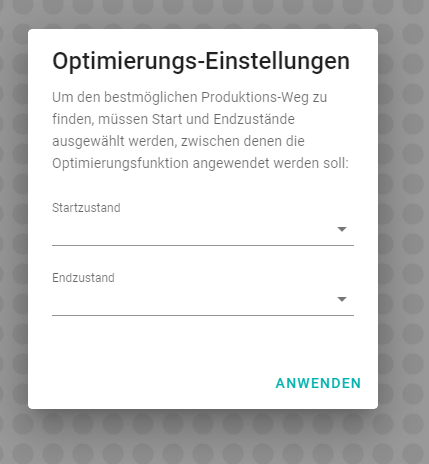 Optimierungs-Einstellungen
Um den bestmöglichen Produktions-Weg zu
finden, müssen Start und Endzustände
ausgewählt werden, zwischen denen die
Optimierungsfunktion angewendet werden soll:
Startzustand
Endzustand
ANWENDEN